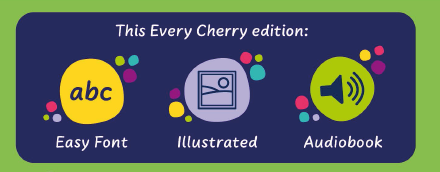 This Every Cherry edition:
abc
Easy Font
Illustrated
Audiobook